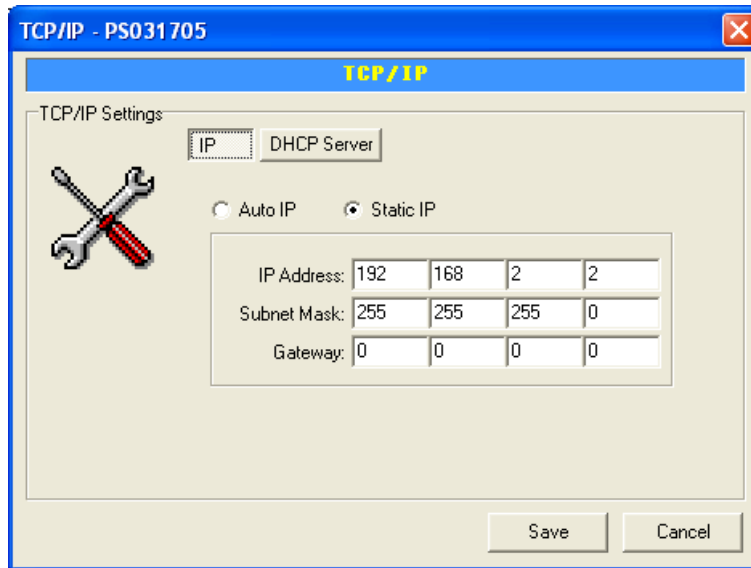 TCP/IP - PS031705
TCP/IP
TCP/IP Settings
IP DHCP Server
Auto IP Static IP
IP Address: 192 168 2 2
Subnet Mask: 255 255 255 0
Gateway: 0 0 0 0
Save Cancel